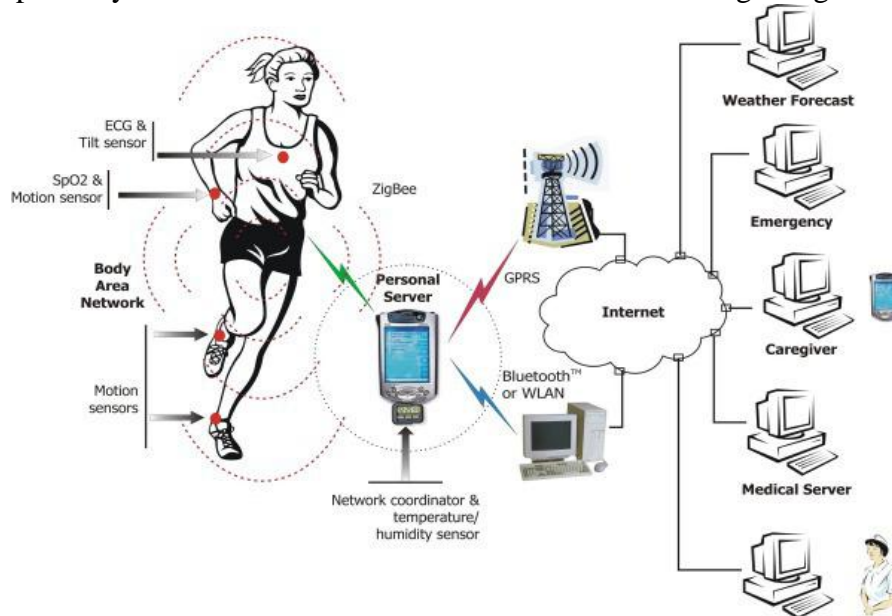 ECG &
Tilt sensor
SpO2 &
Motion sensor
ZigBee
Body
Area
Network
Motion
sensors
Personal
Server
Network coordinator &
temperature/
humidity sensor
GPRS
Bluetooth™
or WLAN
Internet
Weather Forecast
Emergency
Caregiver
Medical Server